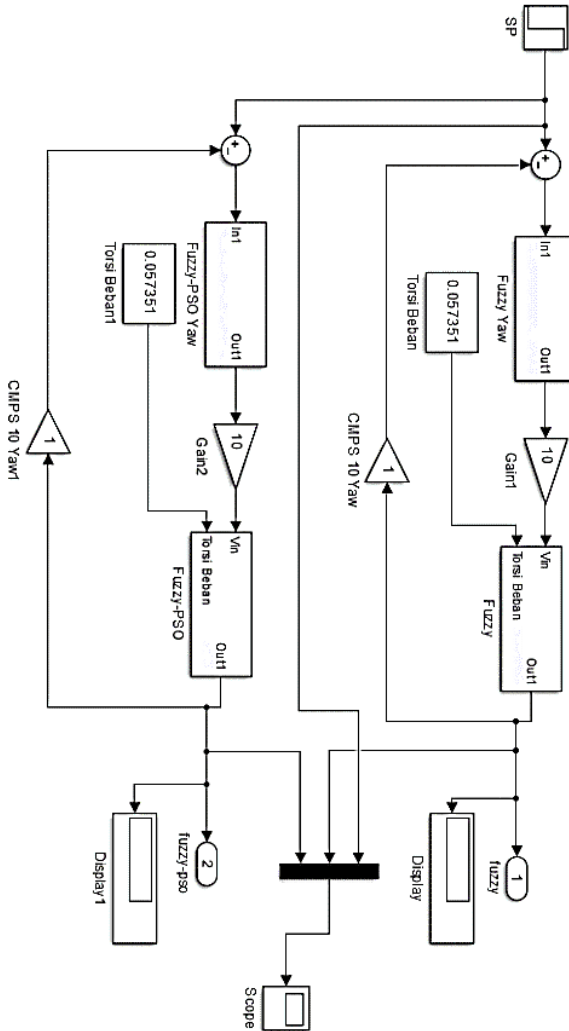 SP
+
-
In1
Out1
Fuzzy Yaw
10
Gain1
0.057351
Torsi Beban
Vin
Torsi Beban
Out1
Fuzzy
1
CMPS 10 Yaw
1
fuzzy
Display
Scope
+
-
In1
Out1
Fuzzy-PSO Yaw
10
Gain2
0.057351
Torsi Beban1
Vin
Torsi Beban
Out1
Fuzzy-PSO
1
CMPS 10 Yaw1
2
fuzzy-pso
Display1